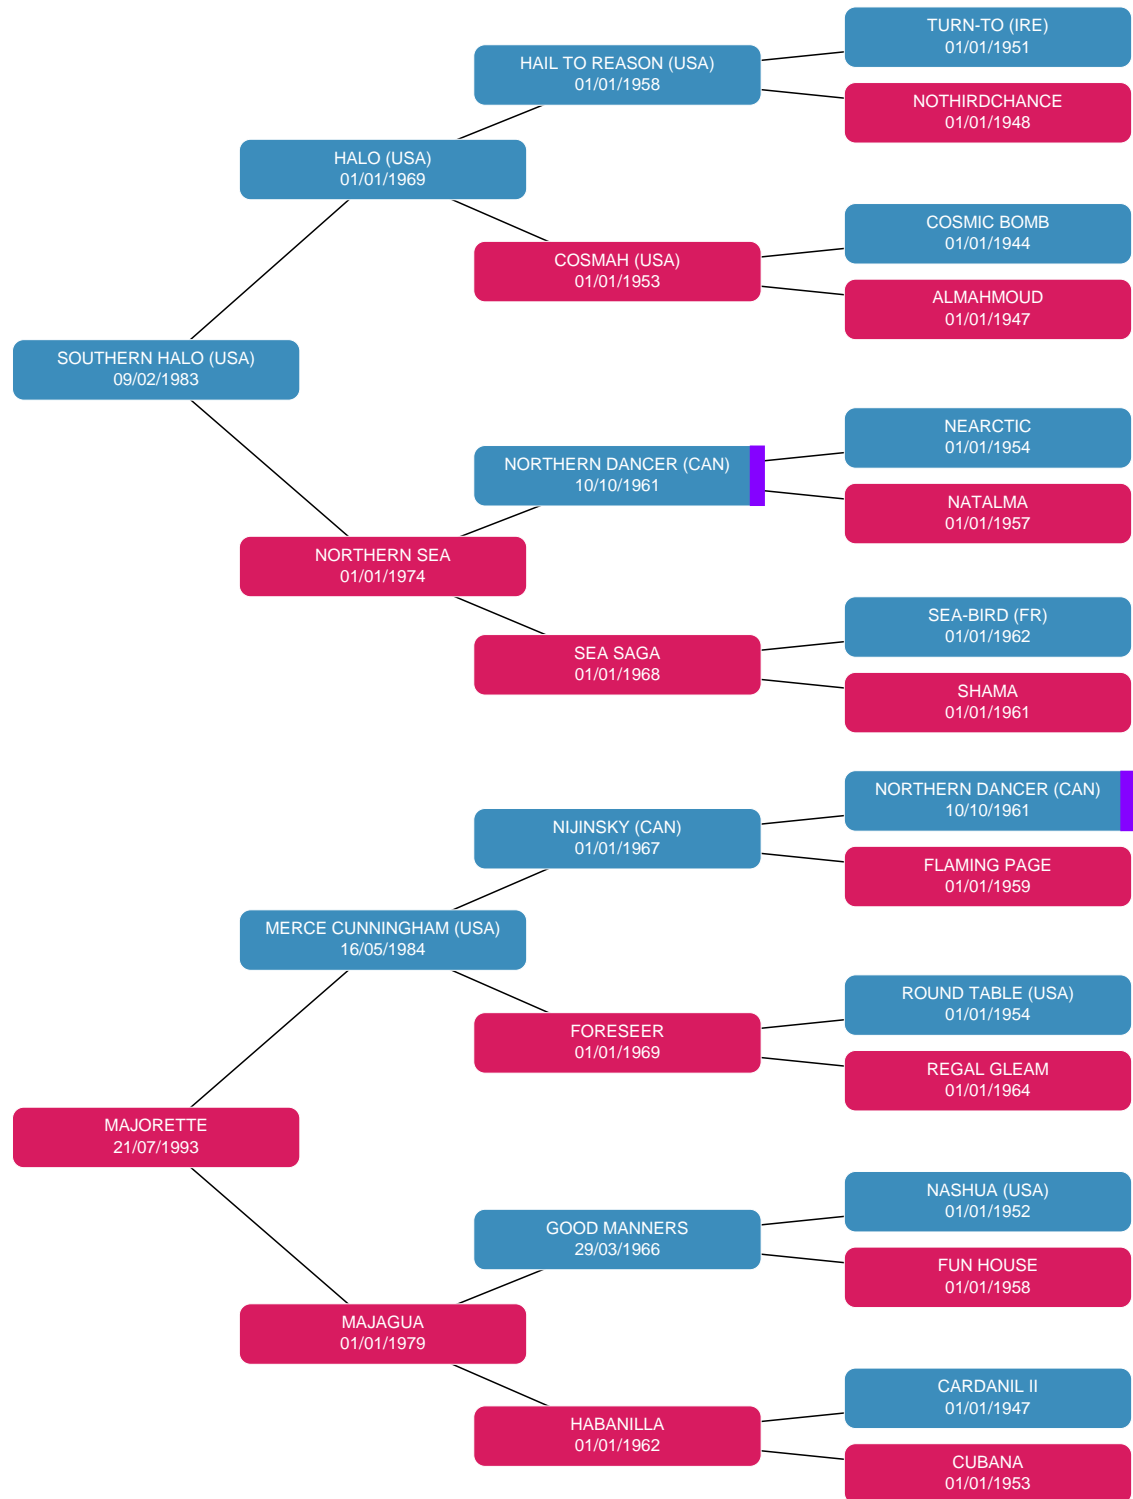 TURN-TO (IRE)
01/01/1951
HAIL TO REASON (USA)
01/01/1958
NOTHIRDCHANCE
01/01/1948
HALO (USA)
01/01/1969
COSMIC BOMB
01/01/1944
COSMAH (USA)
01/01/1953
ALMAHMOUD
01/01/1947
SOUTHERN HALO (USA)
09/02/1983
NEARCTIC
01/01/1954
NORTHERN DANCER (CAN)
10/10/1961
NATALMA
01/01/1957
NORTHERN SEA
01/01/1974
SEA-BIRD (FR)
01/01/1962
SEA SAGA
01/01/1968
SHAMA
01/01/1961
NORTHERN DANCER (CAN)
10/10/1961
NIJINSKY (CAN)
01/01/1967
FLAMING PAGE
01/01/1959
MERCE CUNNINGHAM (USA)
16/05/1984
ROUND TABLE (USA)
01/01/1954
FORESEER
01/01/1969
REGAL GLEAM
01/01/1964
MAJORETTE
21/07/1993
NASHUA (USA)
01/01/1952
GOOD MANNERS
29/03/1966
FUN HOUSE
01/01/1958
MAJAGUA
01/01/1979
CARDANIL II
01/01/1947
HABANILLA
01/01/1962
CUBANA
01/01/1953